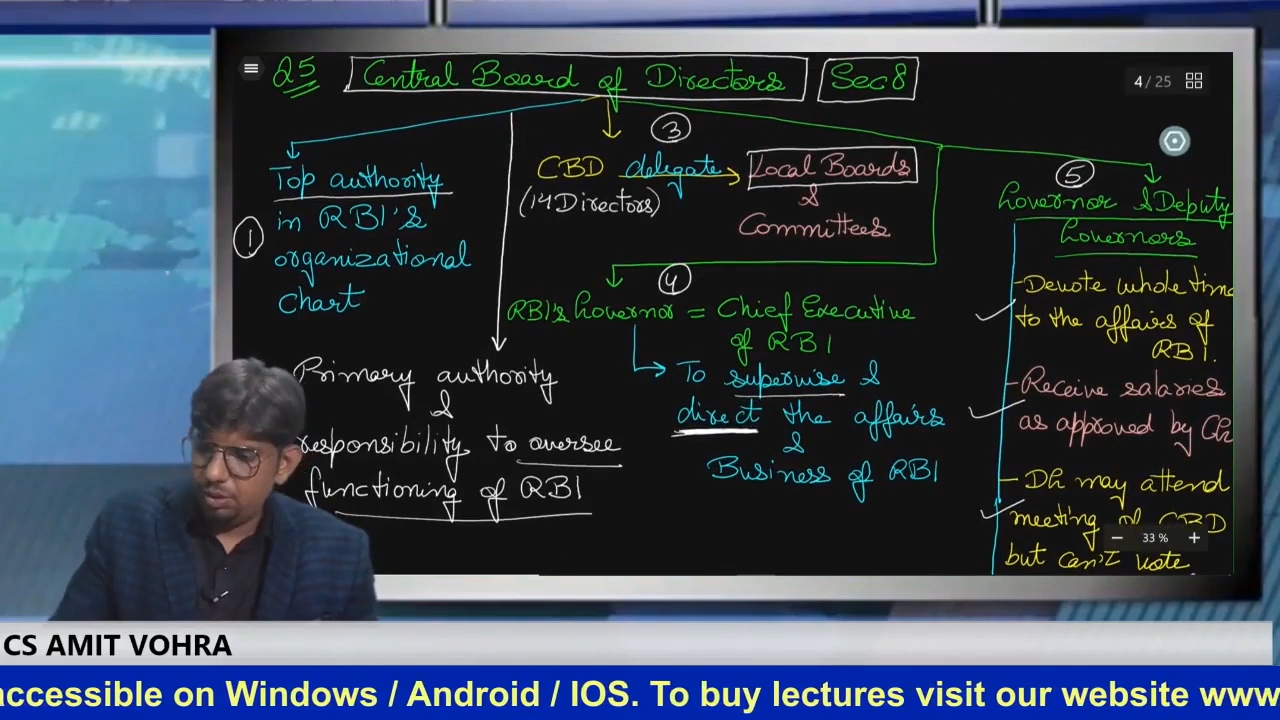 Q5 Central Board of Directors Sec 8
4 / 25
①
Top authority
in RBI's
organizational
chart
Primary authority
&
responsibility to oversee
functioning of RBI
③
CBD delegate Local Boards
(14 Directors) &
Committees
④
RBI's Governor = Chief Executive
of RBI
To supervise &
direct the affairs
&
Business of RBI
⑤
Governor & Deputy
Governors
- Devote whole time
to the affairs of
RBI.
- Receive salaries
as approved by CG
- DG may attend
meeting of CBD
but can't vote
− 33 % +
CS AMIT VOHRA
accessible on Windows / Android / IOS. To buy lectures visit our website www